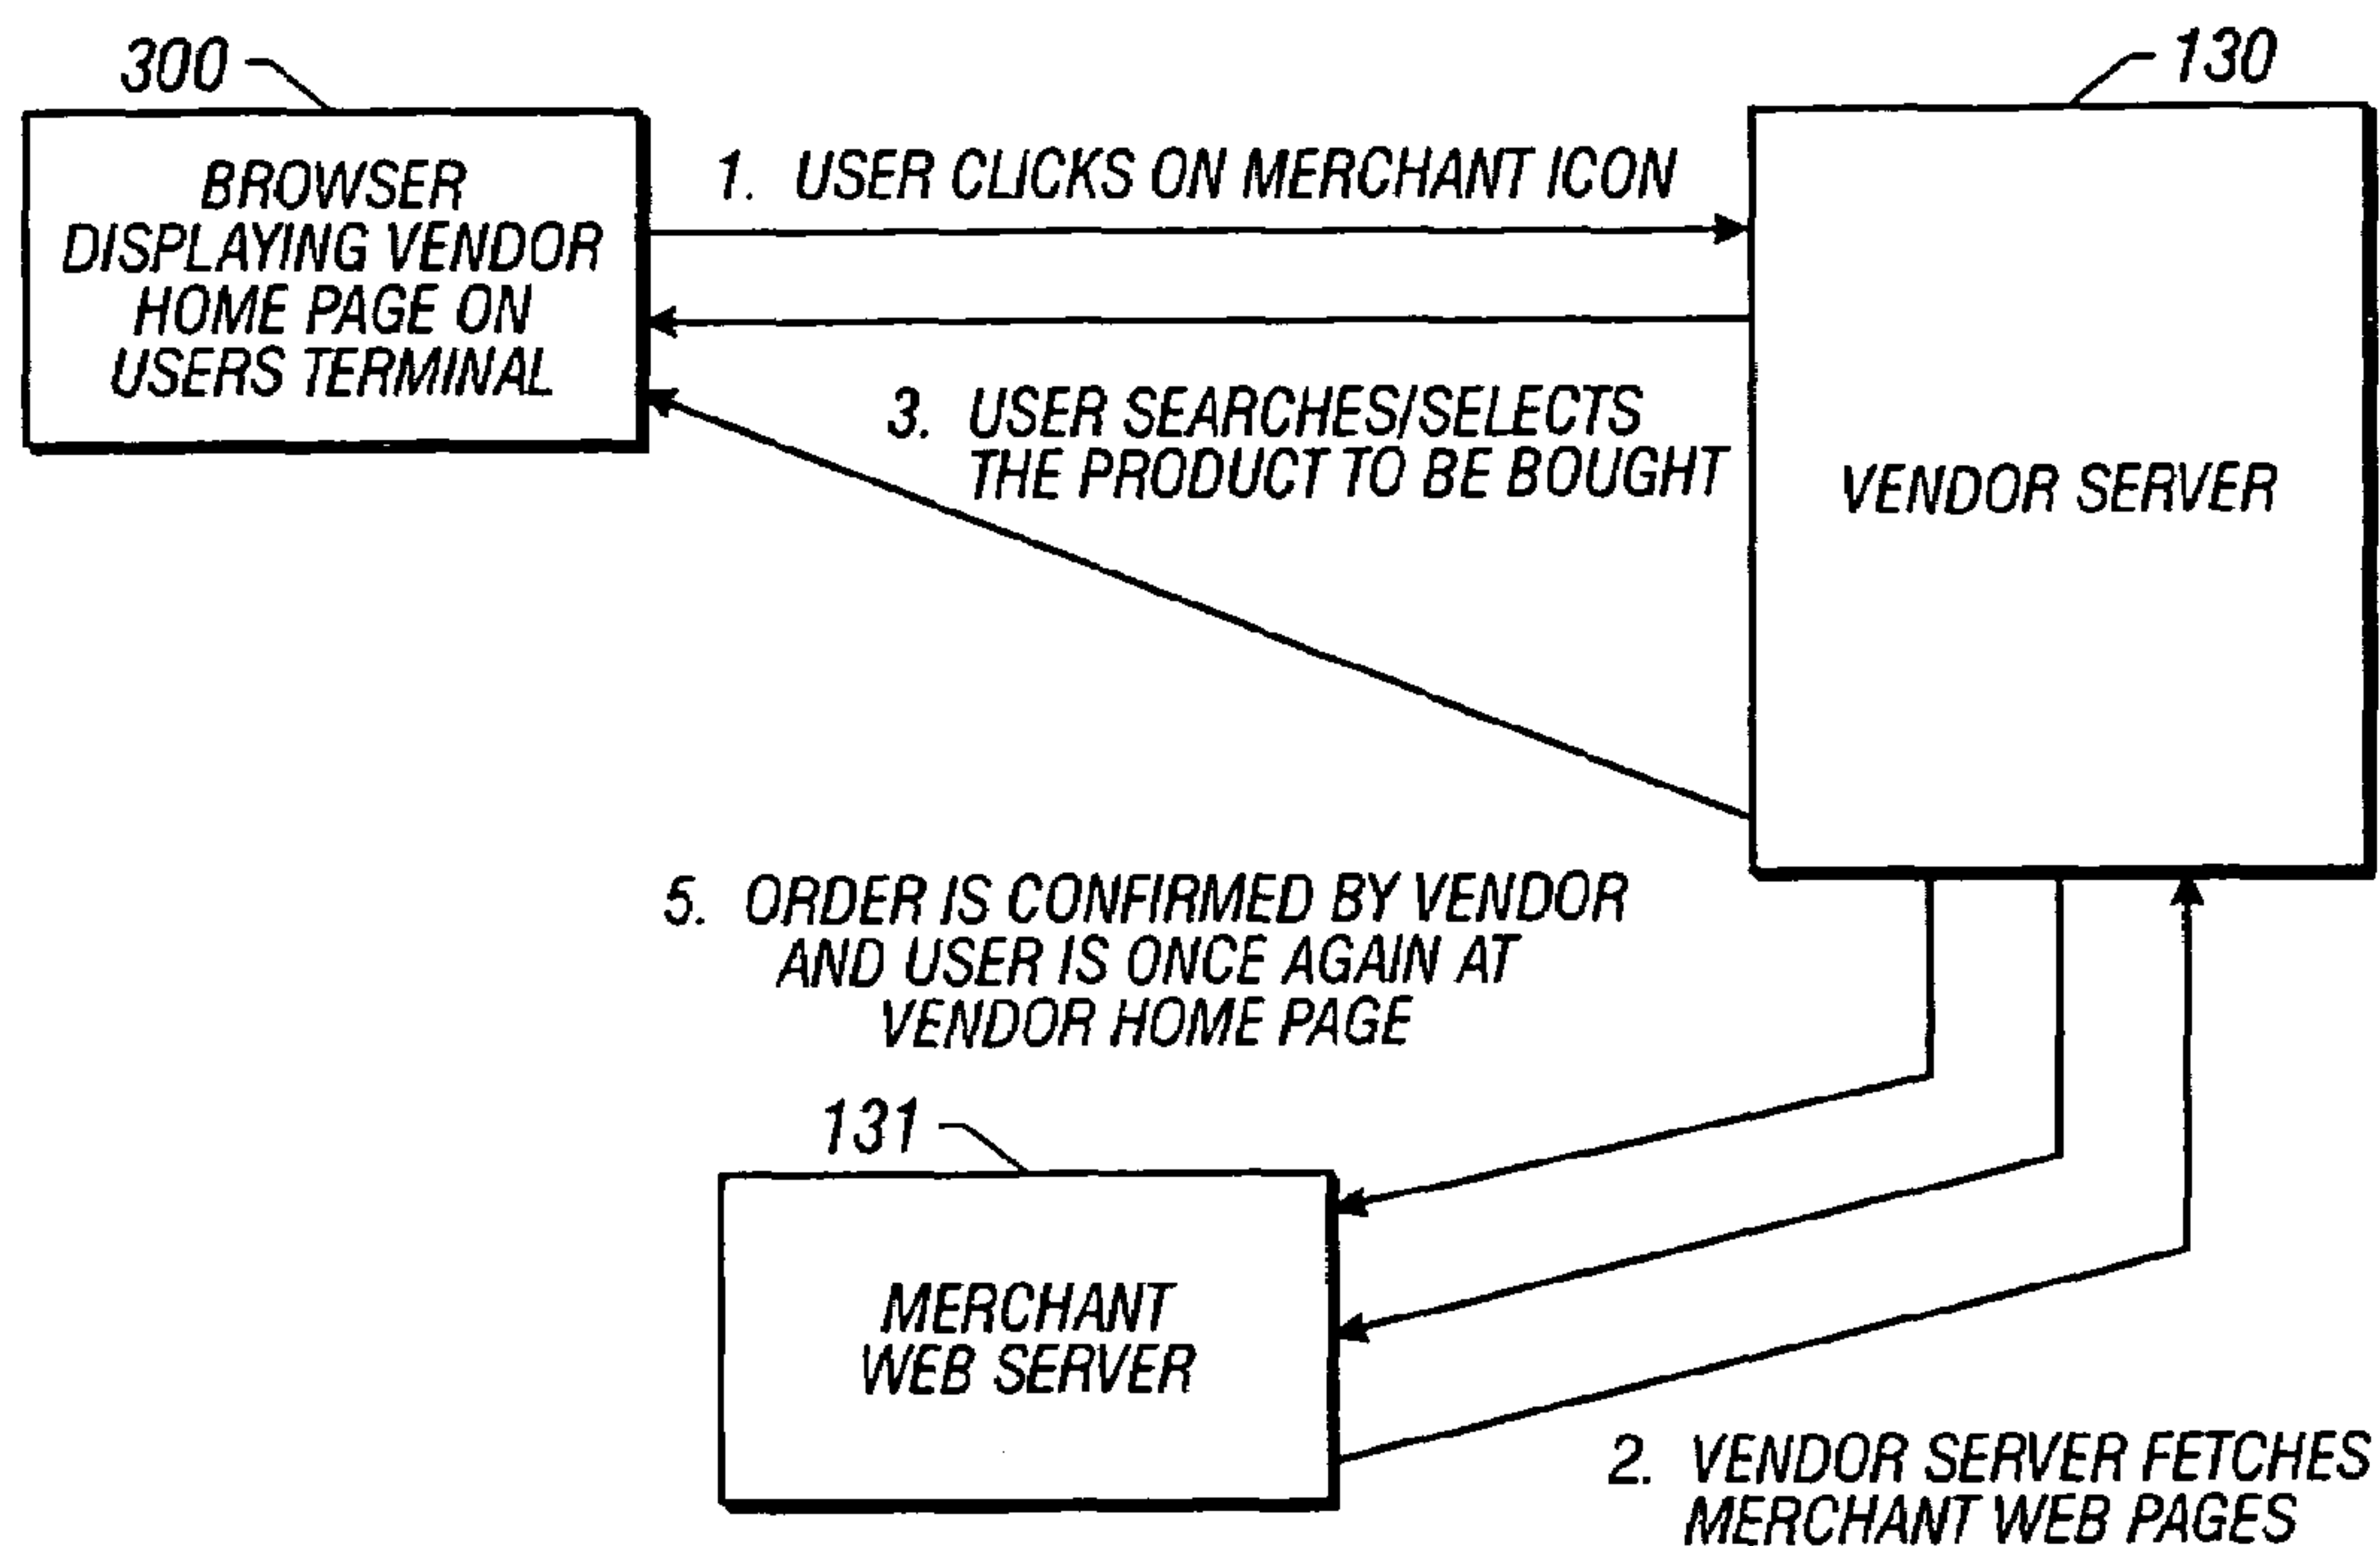 300
130
BROWSER
DISPLAYING VENDOR
HOME PAGE ON
USERS TERMINAL
1. USER CLICKS ON MERCHANT ICON
3. USER SEARCHES/SELECTS
THE PRODUCT TO BE BOUGHT
VENDOR SERVER
5. ORDER IS CONFIRMED BY VENDOR
AND USER IS ONCE AGAIN AT
VENDOR HOME PAGE
131
MERCHANT
WEB SERVER
2. VENDOR SERVER FETCHES
MERCHANT WEB PAGES